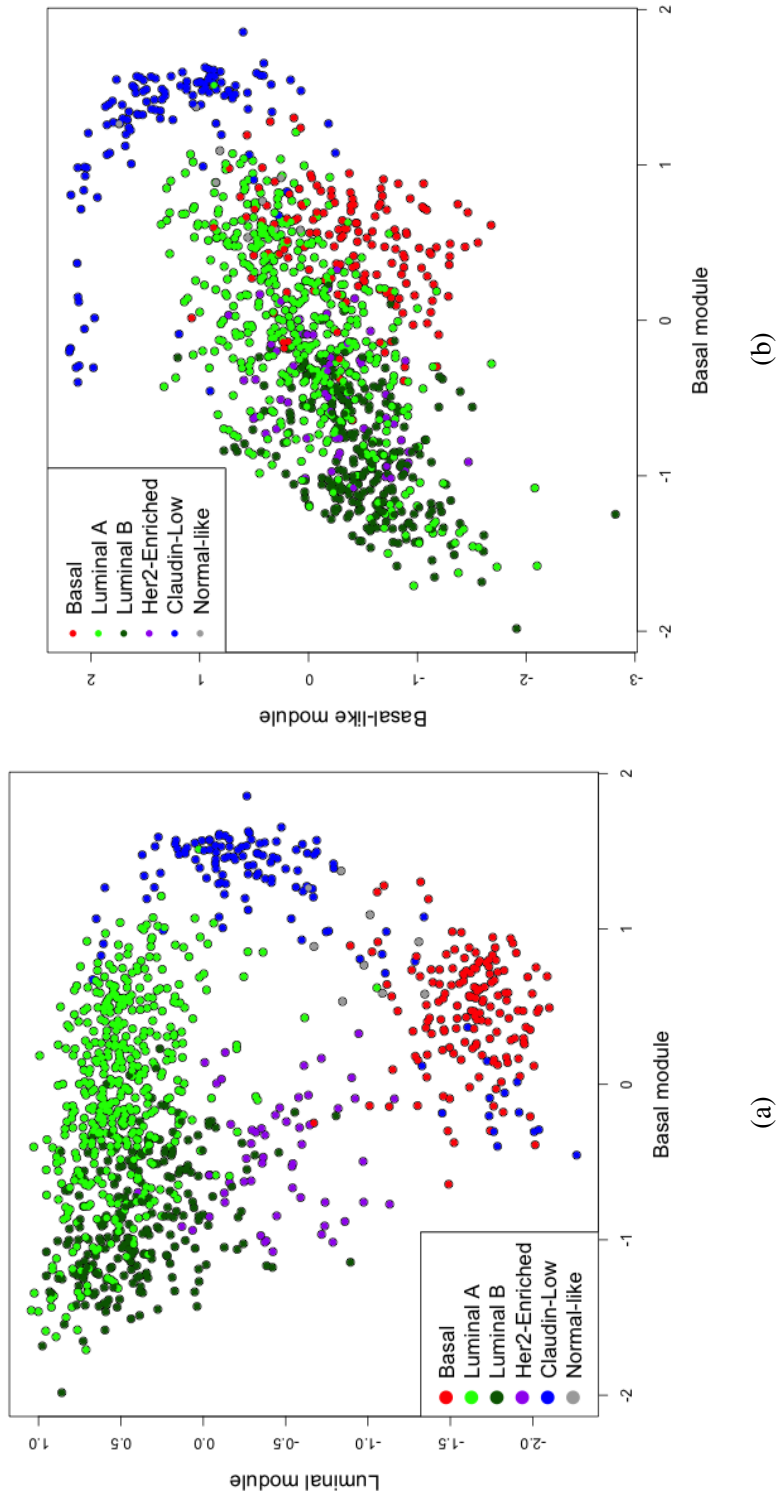 Luminal module
1.0
0.5
0.0
-0.5
-1.0
-1.5
-2.0
Basal
Luminal A
Luminal B
Her2-Enriched
Claudin-Low
Normal-like
-2
-1
0
1
2
Basal module
(a)
Basal-like module
2
1
0
-1
-2
-3
Basal
Luminal A
Luminal B
Her2-Enriched
Claudin-Low
Normal-like
-2
-1
0
1
2
Basal module
(b)